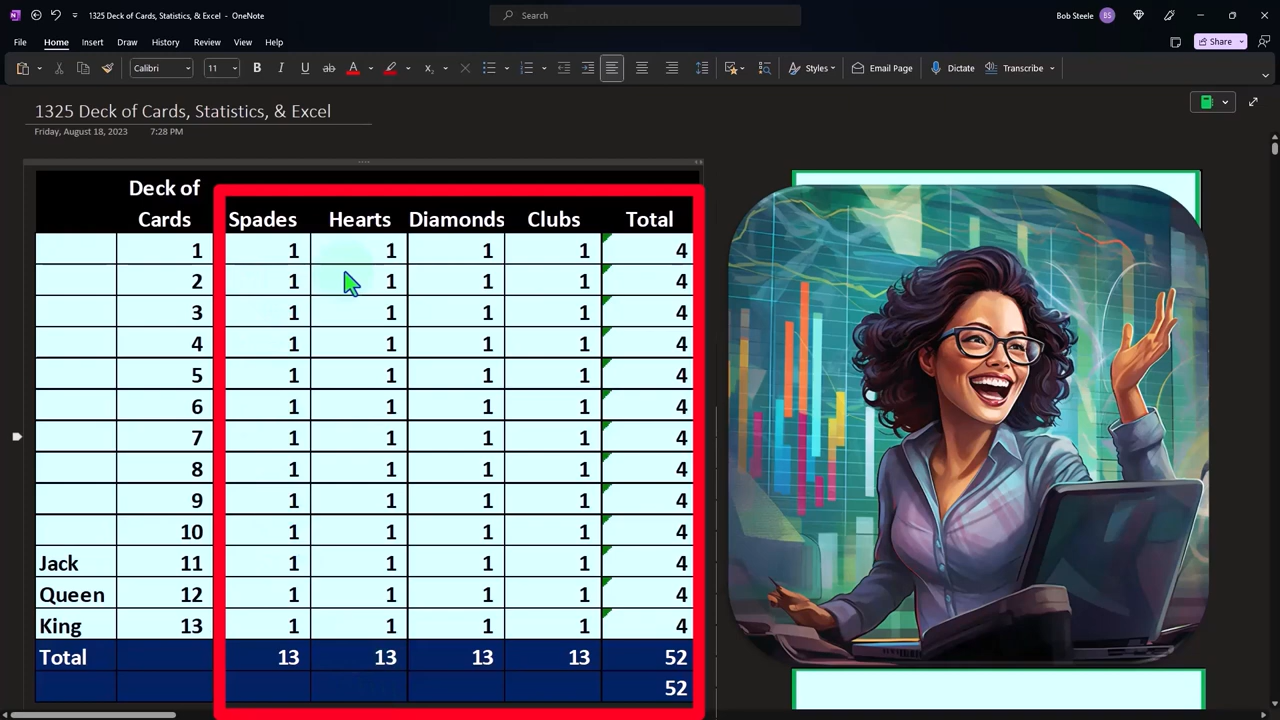 1325 Deck of Cards, Statistics, & Excel - OneNote
Search
Bob Steele BS
File Home Insert Draw History Review View Help
Share
Calibri 11 B I U ab A x Styles Email Page Dictate Transcribe
1325 Deck of Cards, Statistics, & Excel
Friday, August 18, 2023 7:28 PM
Deck of
Cards Spades Hearts Diamonds Clubs Total
1 1 1 1 1 4
2 1 1 1 1 4
3 1 1 1 1 4
4 1 1 1 1 4
5 1 1 1 1 4
6 1 1 1 1 4
7 1 1 1 1 4
8 1 1 1 1 4
9 1 1 1 1 4
10 1 1 1 1 4
Jack 11 1 1 1 1 4
Queen 12 1 1 1 1 4
King 13 1 1 1 1 4
Total 13 13 13 13 52
52